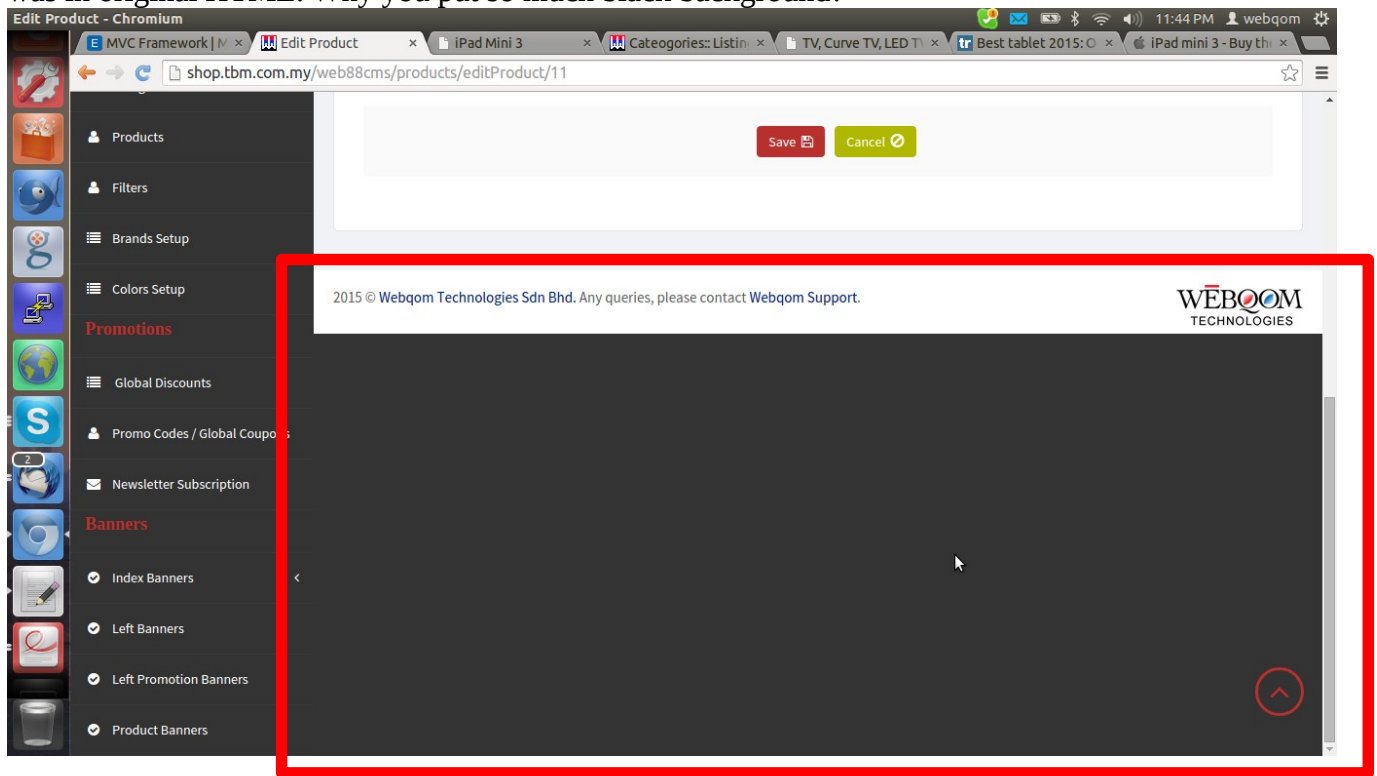 Edit Product - Chromium
11:44 PM webqom
MVC Framework | M
Edit Product
iPad Mini 3
Cateogories:: Listin
TV, Curve TV, LED T
Best tablet 2015: O
iPad mini 3 - Buy th
shop.tbm.com.my/web88cms/products/editProduct/11
Products
Save
Cancel
Filters
Brands Setup
Colors Setup
2015 © Webqom Technologies Sdn Bhd. Any queries, please contact Webqom Support.
WEBQOM
TECHNOLOGIES
Promotions
Global Discounts
Promo Codes / Global Coupons
Newsletter Subscription
Banners
Index Banners
Left Banners
Left Promotion Banners
Product Banners
2